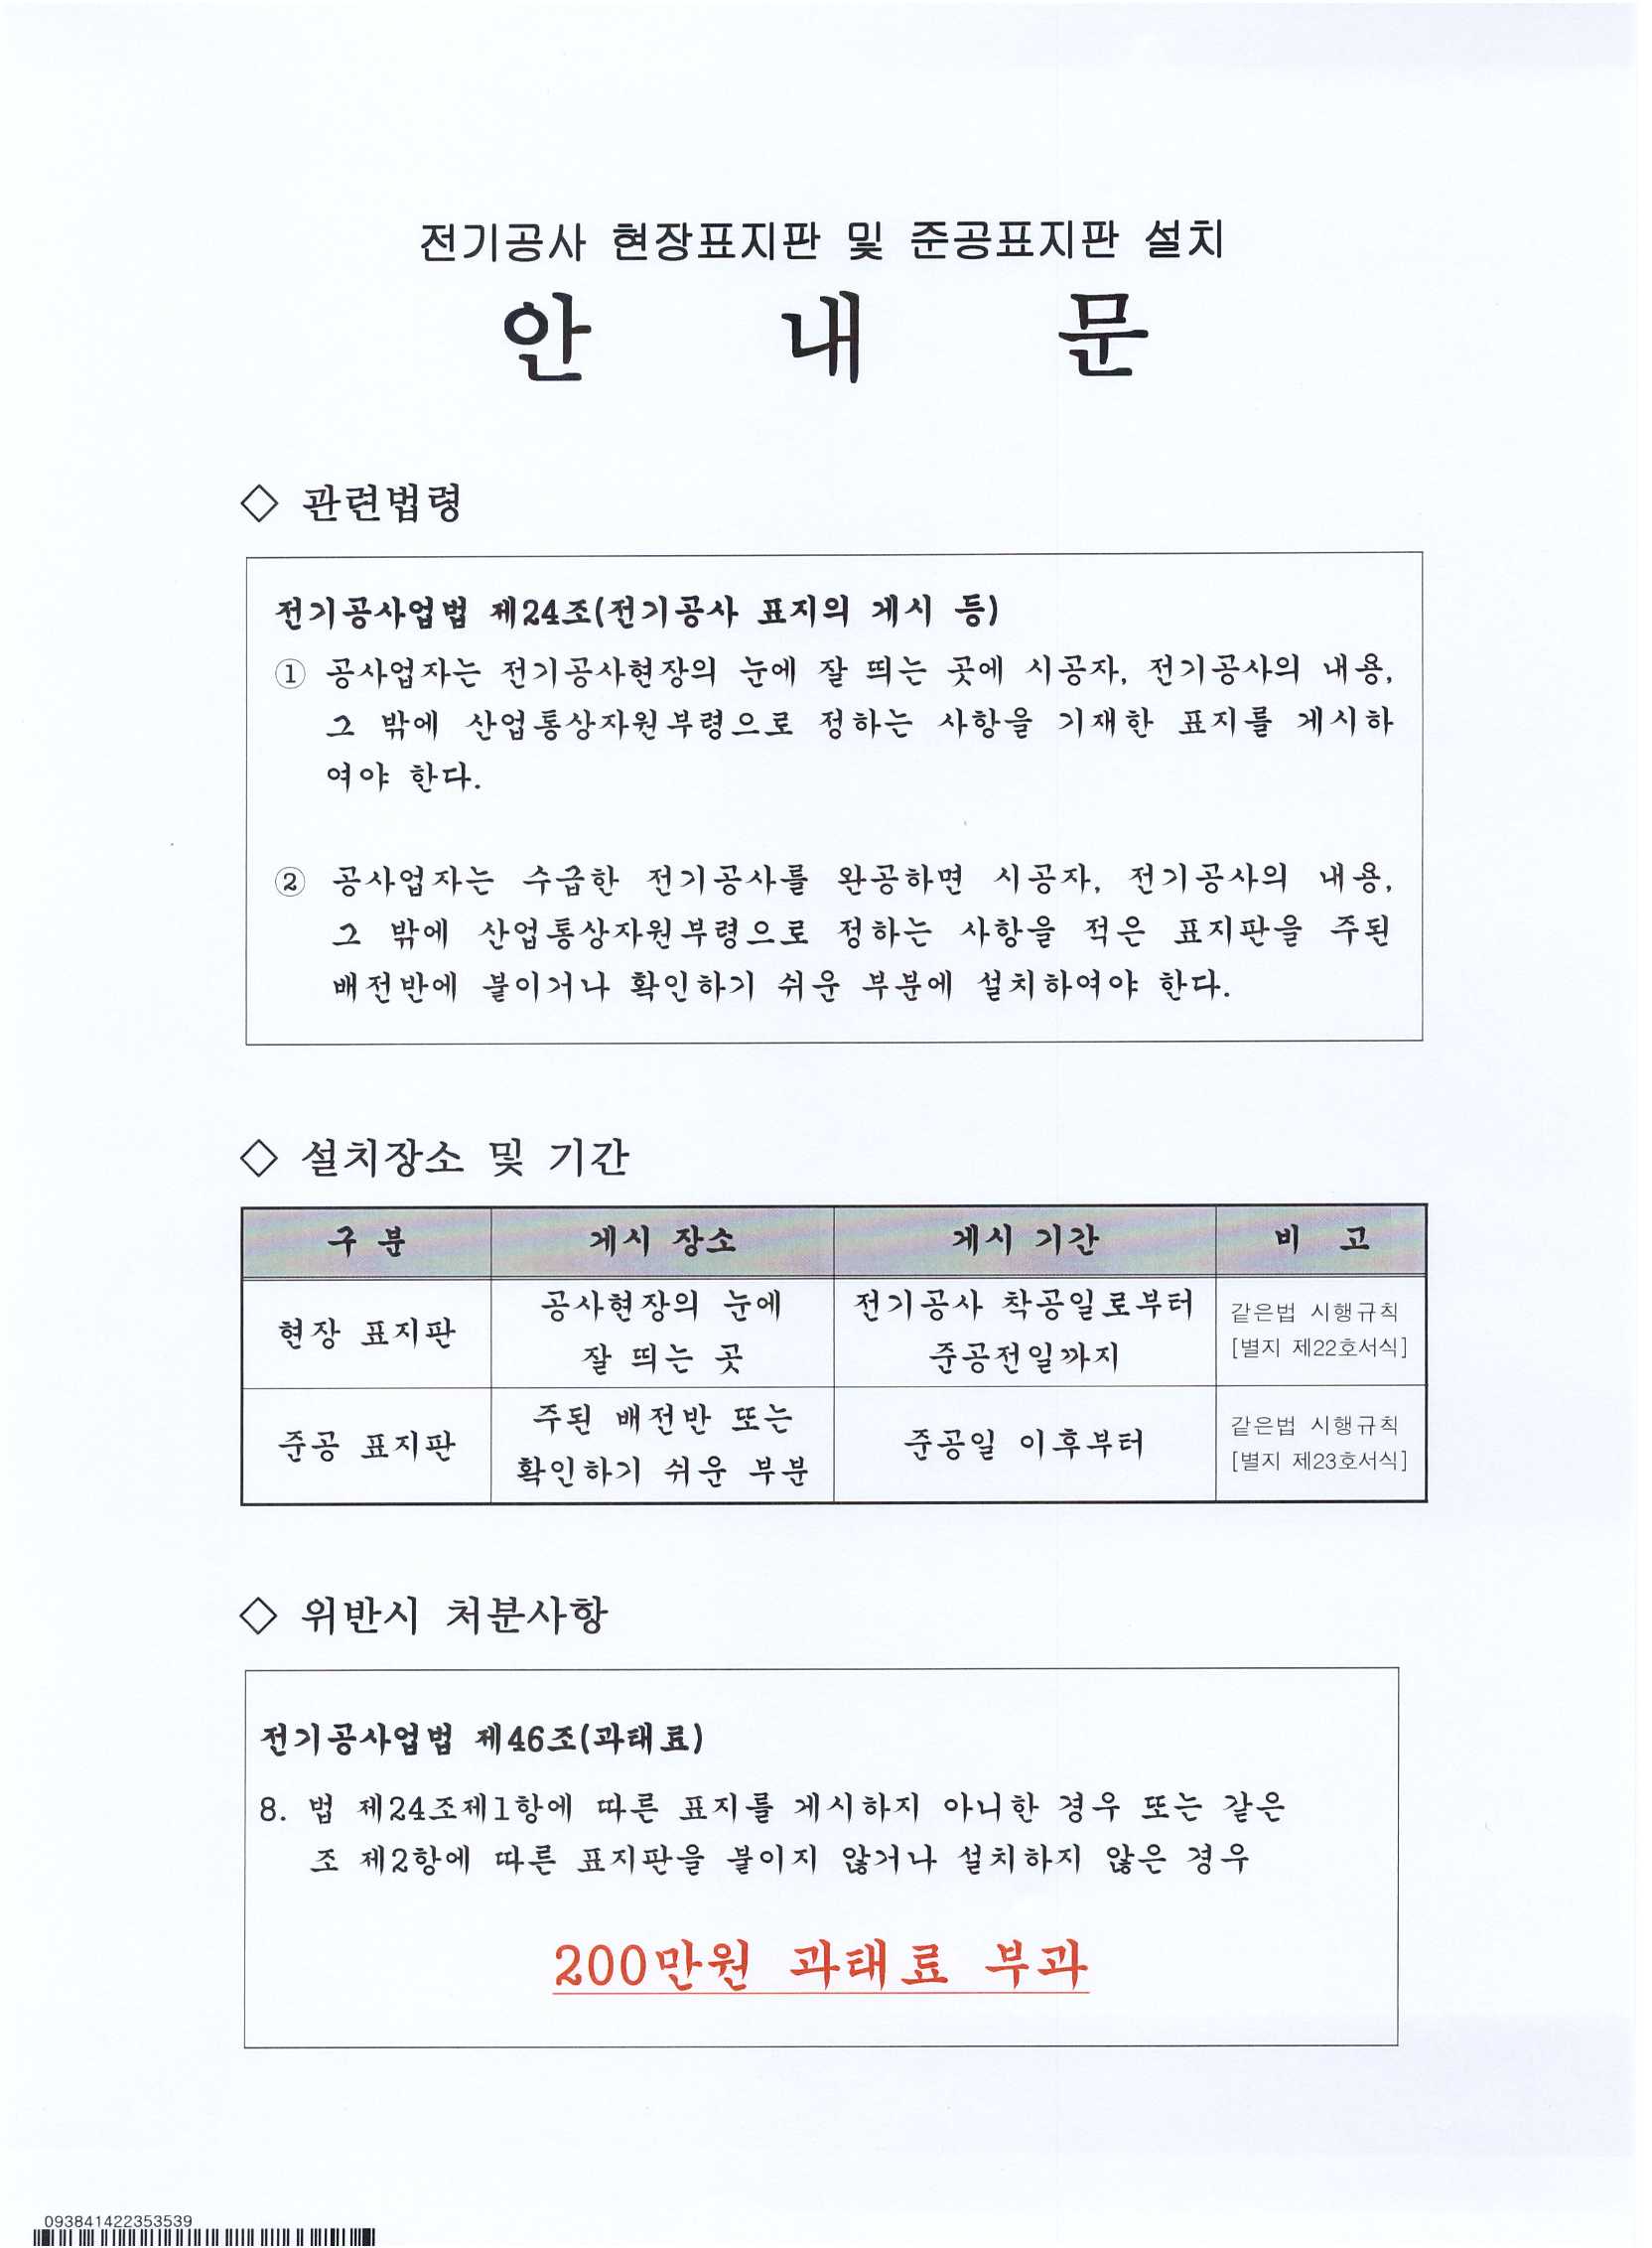 전기공사 현장표지판 및 준공표지판 설치
안 내 문
◇ 관련법령
전기공사업법 제24조(전기공사 표지의 게시 등)
① 공사업자는 전기공사현장의 눈에 잘 띄는 곳에 시공자, 전기공사의 내용,
그 밖에 산업통상자원부령으로 정하는 사항을 기재한 표지를 게시하
여야 한다.
② 공사업자는 수급한 전기공사를 완공하면 시공자, 전기공사의 내용,
그 밖에 산업통상자원부령으로 정하는 사항을 적은 표지판을 주된
배전반에 붙이거나 확인하기 쉬운 부분에 설치하여야 한다.
◇ 설치장소 및 기간
구 분 게시 장소 게시 기간 비 고
현장 표지판
공사현장의 눈에
잘 띄는 곳
전기공사 착공일로부터
준공전일까지
같은법 시행규칙
[별지 제22호서식]
준공 표지판
주된 배전반 또는
확인하기 쉬운 부분
준공일 이후부터
같은법 시행규칙
[별지 제23호서식]
◇ 위반시 처분사항
전기공사업법 제46조(과태료)
8. 법 제24조제1항에 따른 표지를 게시하지 아니한 경우 또는 같은
조 제2항에 따른 표지판을 붙이지 않거나 설치하지 않은 경우
200만원 과태료 부과
093841422353539